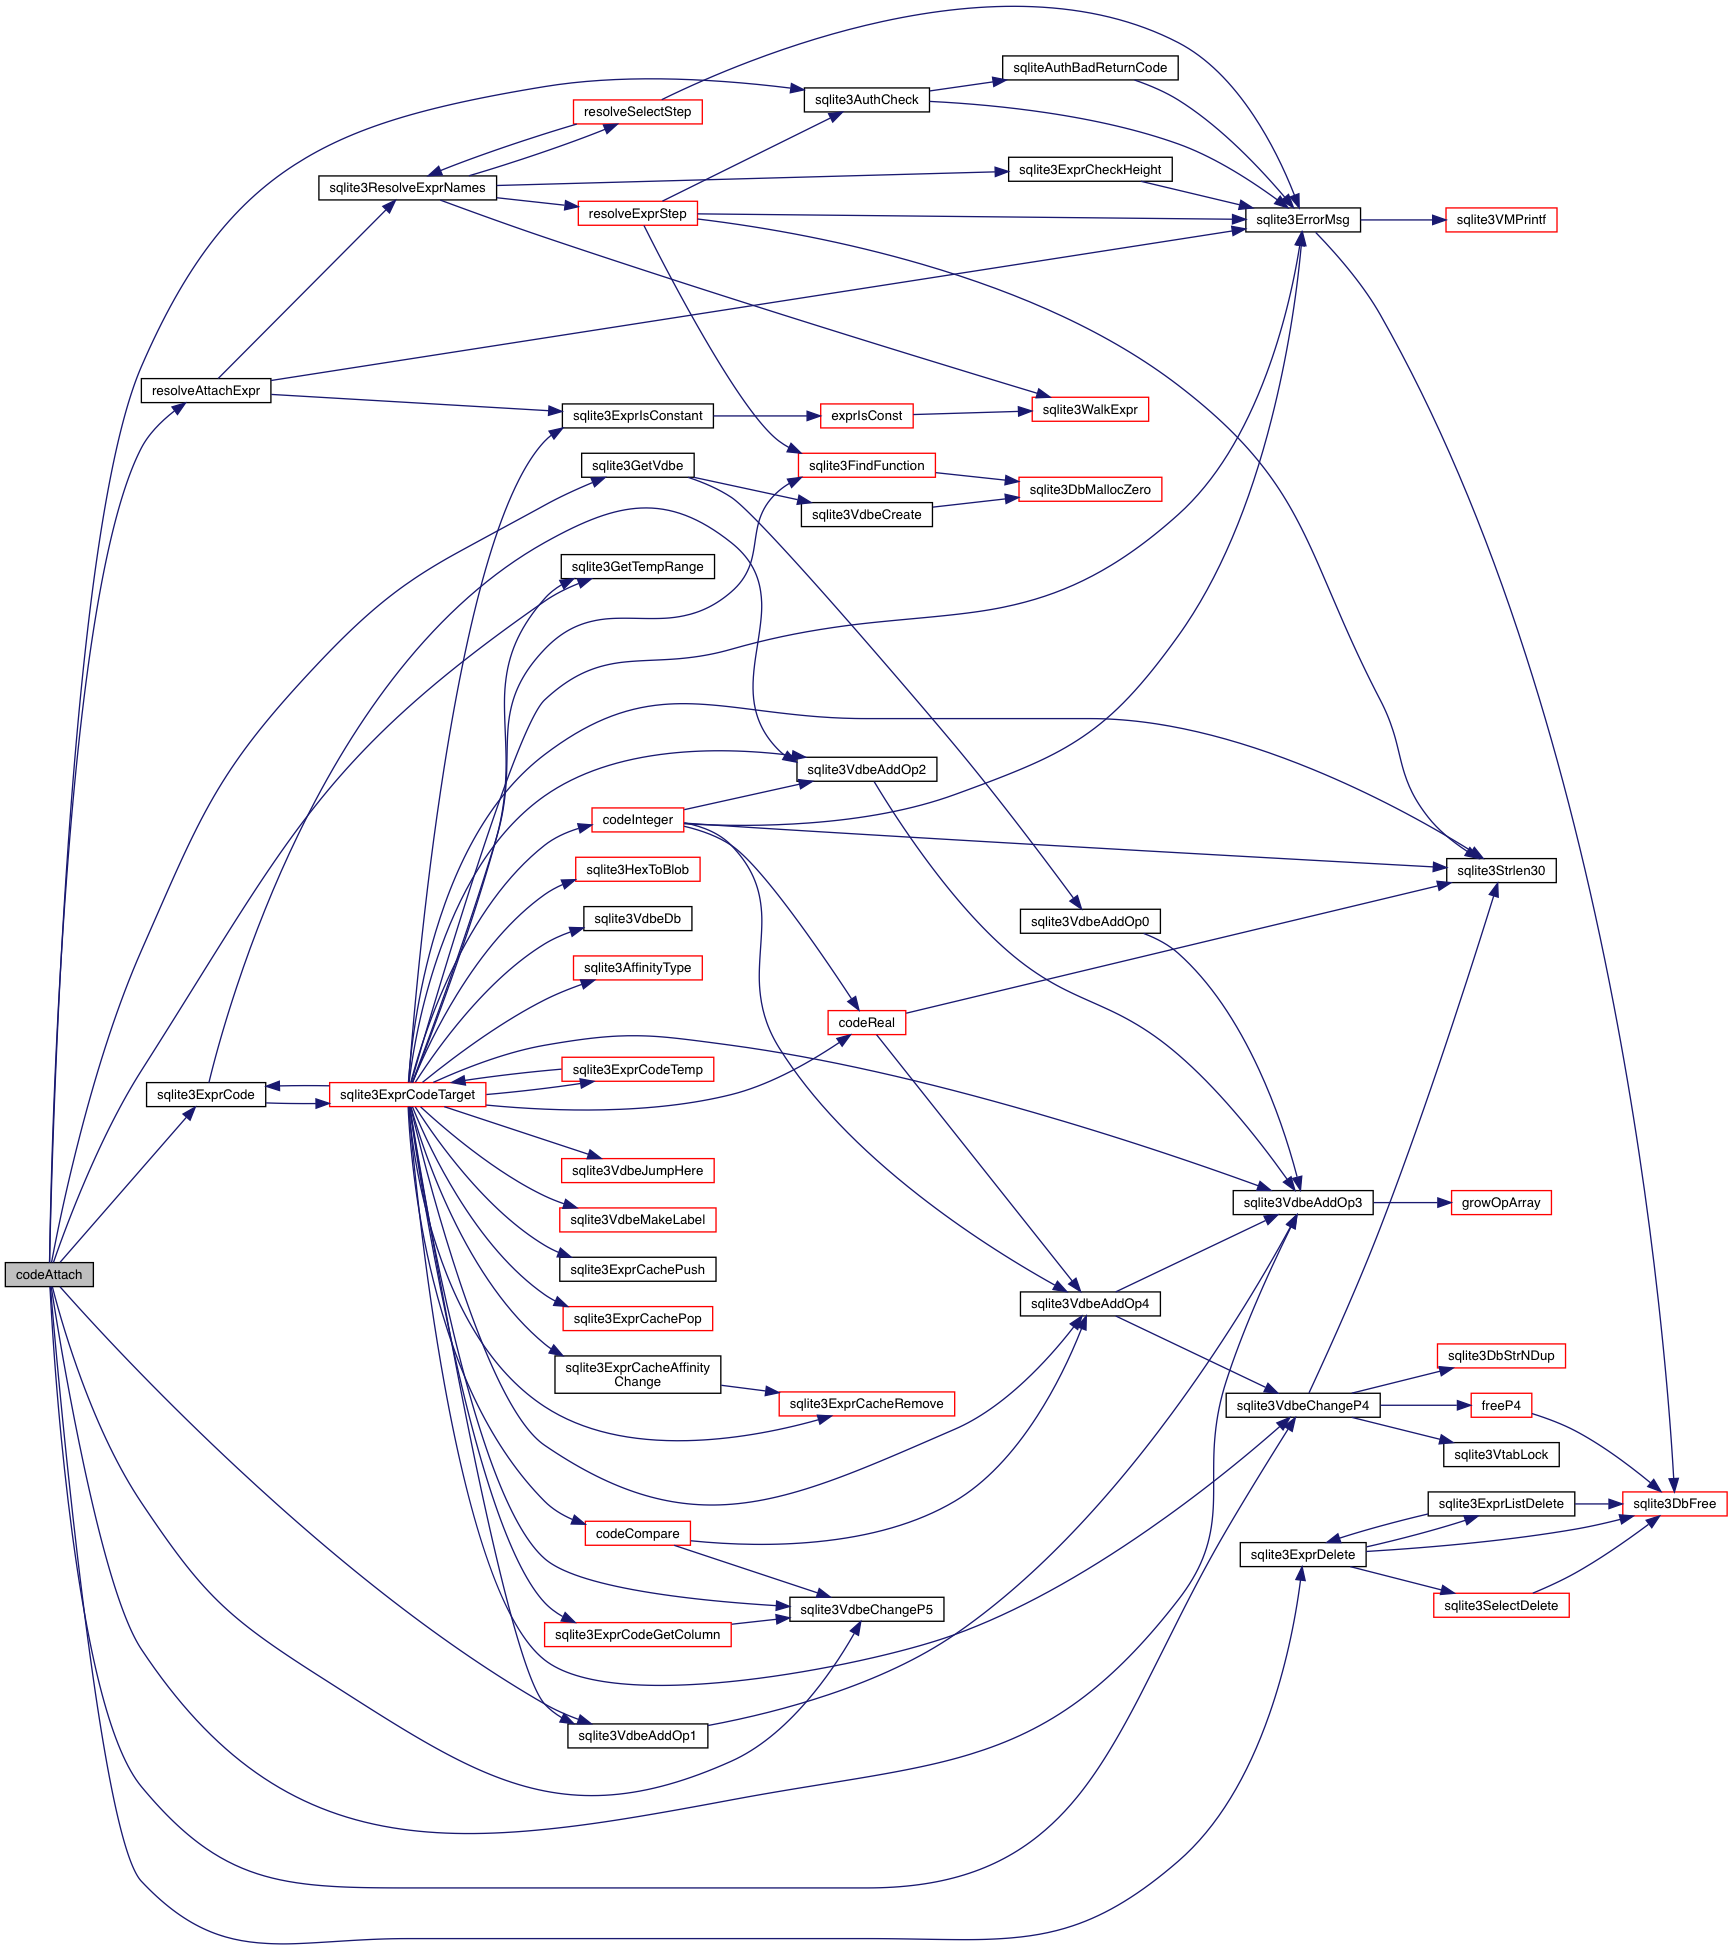 sqliteAuthBadReturnCode
sqlite3AuthCheck
resolveSelectStep
sqlite3ExprCheckHeight
sqlite3ResolveExprNames
resolveExprStep
sqlite3ErrorMsg
sqlite3VMPrintf
resolveAttachExpr
sqlite3ExprIsConstant
exprIsConst
sqlite3WalkExpr
sqlite3GetVdbe
sqlite3FindFunction
sqlite3DbMallocZero
sqlite3VdbeCreate
sqlite3GetTempRange
sqlite3VdbeAddOp2
codeInteger
sqlite3HexToBlob
sqlite3Strlen30
sqlite3VdbeDb
sqlite3VdbeAddOp0
sqlite3AffinityType
codeReal
sqlite3ExprCodeTemp
sqlite3ExprCode
sqlite3ExprCodeTarget
sqlite3VdbeJumpHere
sqlite3VdbeAddOp3
growOpArray
sqlite3VdbeMakeLabel
codeAttach
sqlite3ExprCachePush
sqlite3VdbeAddOp4
sqlite3ExprCachePop
sqlite3DbStrNDup
sqlite3ExprCacheAffinity
Change
sqlite3ExprCacheRemove
sqlite3VdbeChangeP4
freeP4
sqlite3VtabLock
sqlite3ExprListDelete
sqlite3DbFree
codeCompare
sqlite3ExprDelete
sqlite3SelectDelete
sqlite3VdbeChangeP5
sqlite3ExprCodeGetColumn
sqlite3VdbeAddOp1